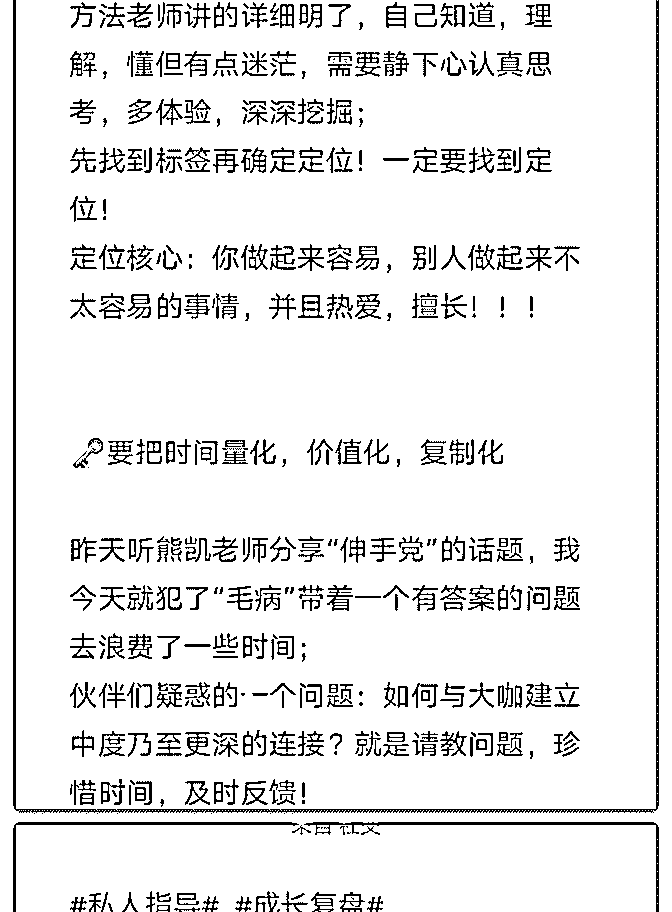 方法老师讲的详细明了，自己知道，理
解，懂但有点迷茫，需要静下心认真思
考，多体验，深深挖掘；
先找到标签再确定定位！一定要找到定
位！
定位核心：你做起来容易，别人做起来不
太容易的事情，并且热爱，擅长！！！
🔑要把时间量化，价值化，复制化
昨天听熊凯老师分享“伸手党”的话题，我
今天就犯了“毛病”带着一个有答案的问题
去浪费了一些时间；
伙伴们疑惑的·一个问题：如何与大咖建立
中度乃至更深的连接？就是请教问题，珍
惜时间，及时反馈！
#私人指导# #成长复盘#